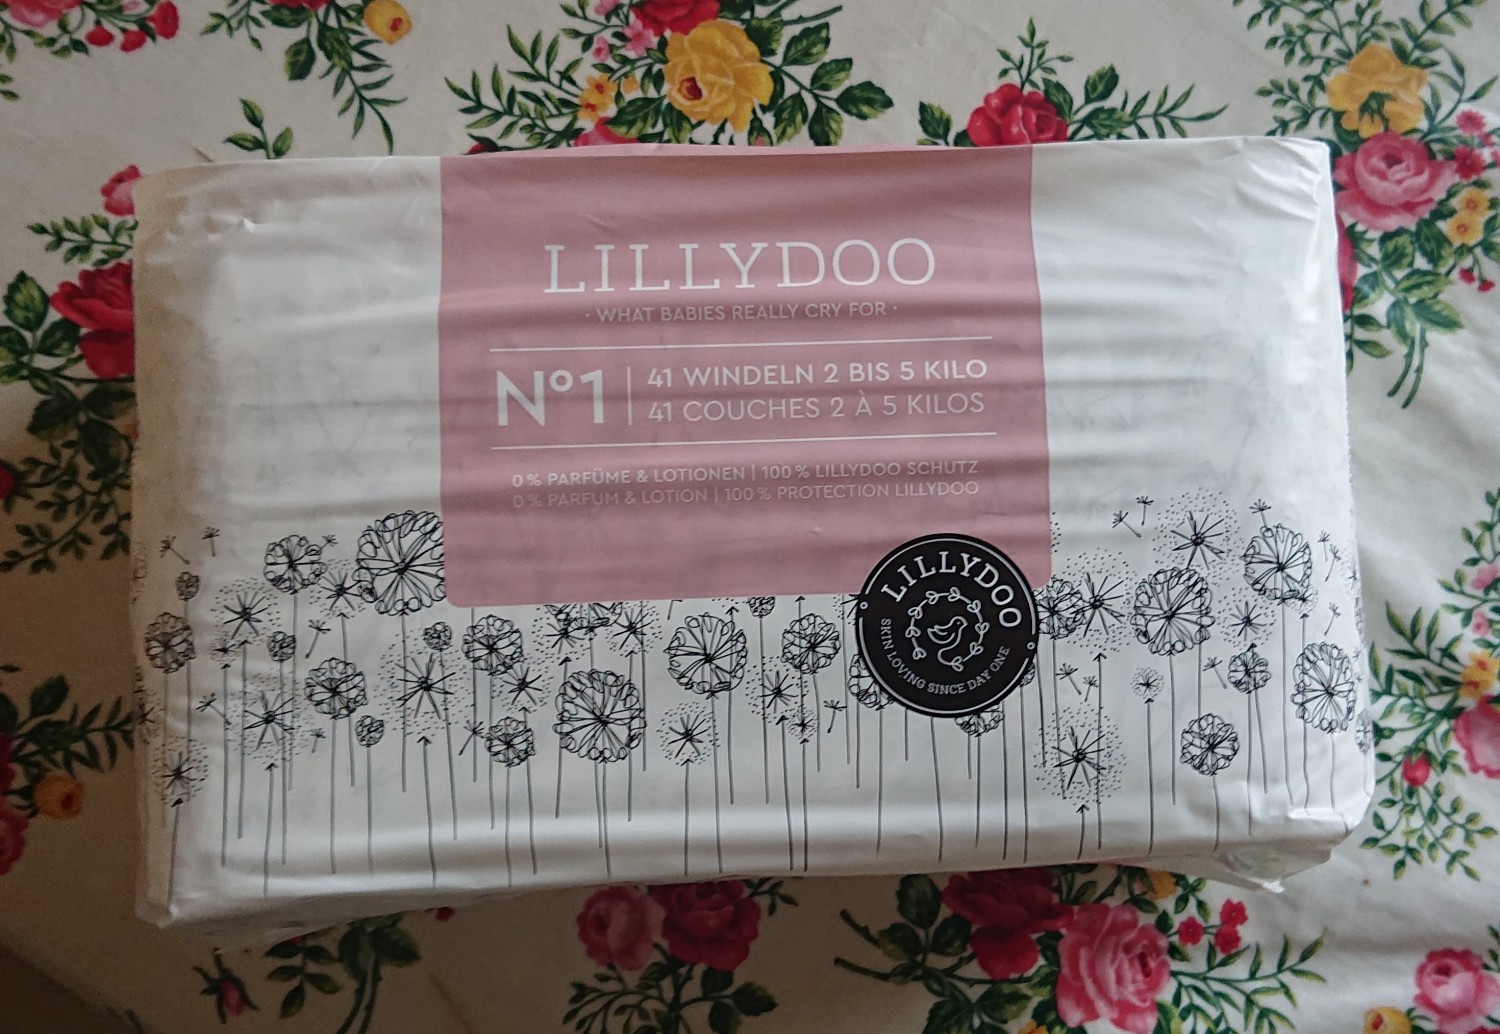 LILLYDOO
· WHAT BABIES REALLY CRY FOR ·
Nº1
41 WINDELN 2 BIS 5 KILO
41 COUCHES 2 À 5 KILOS
0 % PARFÜME & LOTIONEN | 100 % LILLYDOO SCHUTZ
0 % PARFUM & LOTION | 100 % PROTECTION LILLYDOO
LILLYDOO
SKIN LOVING SINCE DAY ONE